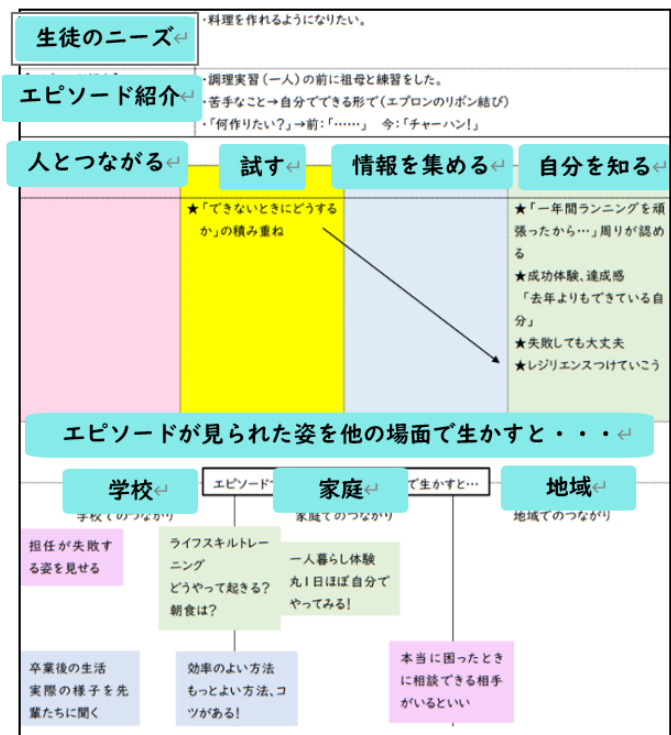 生徒のニーズ
・料理を作れるようになりたい。
エピソード紹介
・調理実習(一人)の前に祖母と練習をした。
・苦手なこと→自分でできる形で(エプロンのリボン結び)
・「何作りたい?」→前:「……」 今:「チャーハン!」
人とつながる
試す
情報を集める
自分を知る
★「できないときにどうする
か」の積み重ね
★「一年間ランニングを頑
張ったから…」周りが認め
る
★成功体験、達成感
「去年よりもできている自
分」
★失敗しても大丈夫
★レジリエンスつけていこう
エピソードが見られた姿を他の場面で生かすと・・・
学校
エピソードで
家庭
で生かすと…
地域
学校でのつながり
家庭でのつながり
地域でのつながり
担任が失敗す
る姿を見せる
ライフスキルトレー
ニング
どうやって起きる?
朝食は?
一人暮らし体験
丸1日ほぼ自分で
やってみる!
卒業後の生活
実際の様子を先
輩たちに聞く
効率のよい方法
もっとよい方法、コ
ツがある!
本当に困ったとき
に相談できる相手
がいるといい